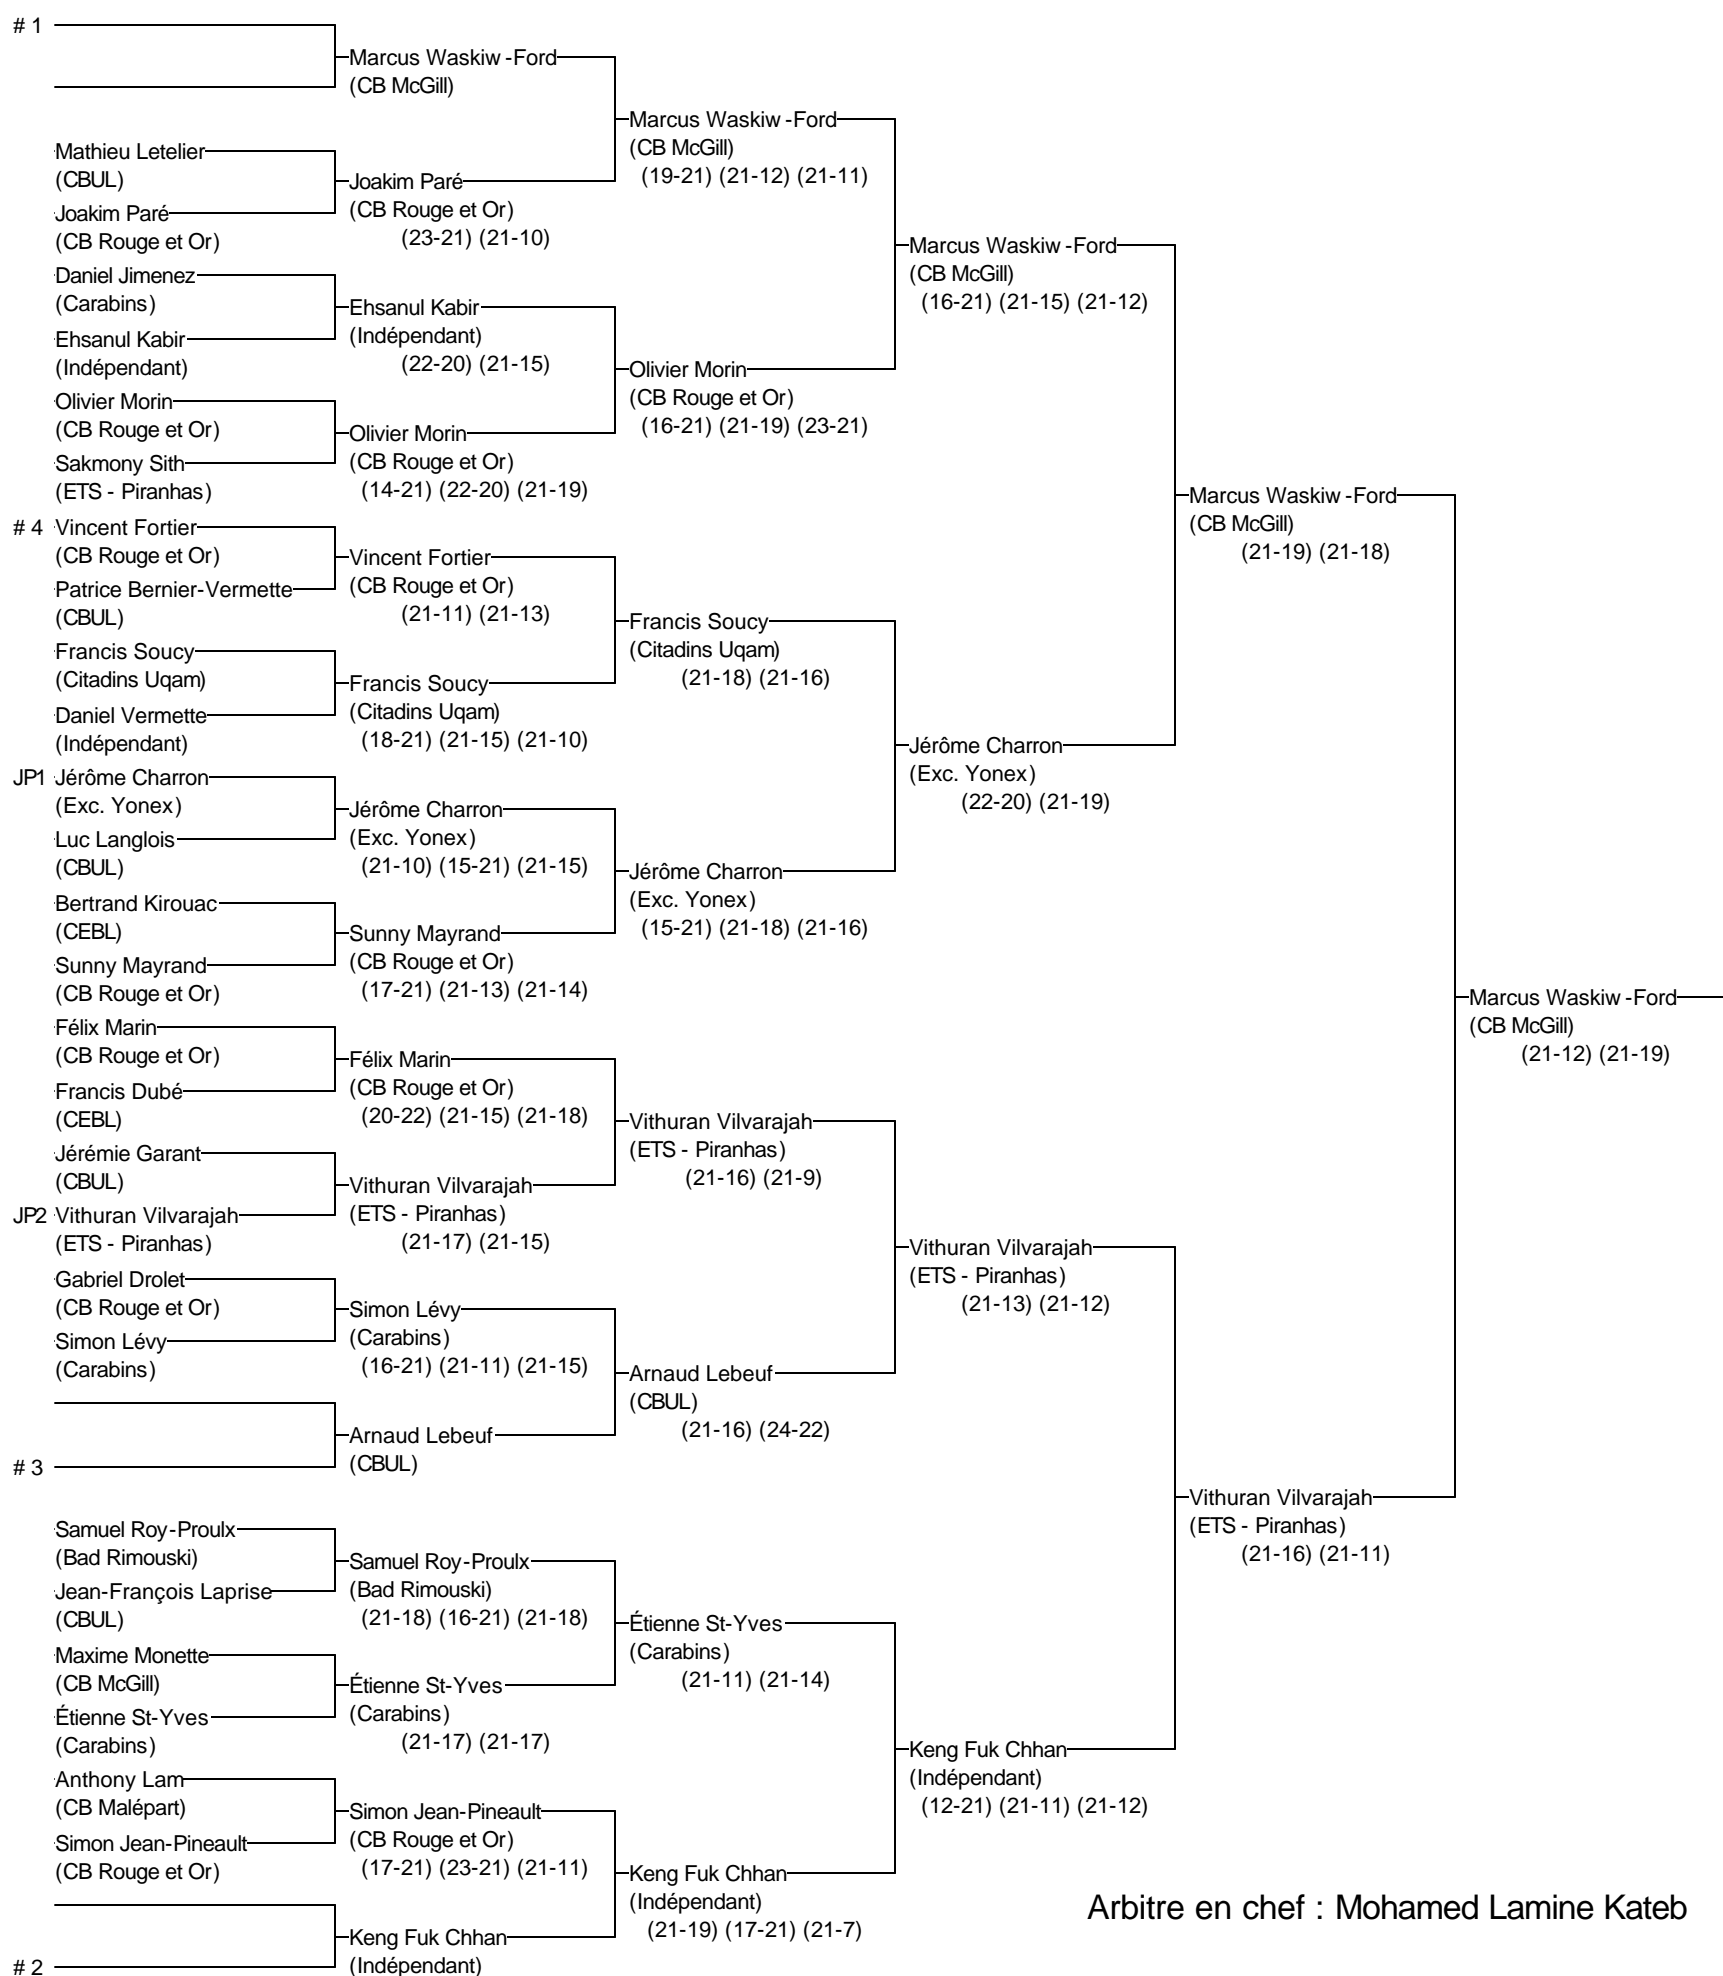 # 1
Marcus Waskiw -Ford
(CB McGill)
Marcus Waskiw -Ford
(CB McGill)
(19-21) (21-12) (21-11)
Mathieu Letelier
(CBUL)
Joakim Paré
(CB Rouge et Or)
(23-21) (21-10)
Joakim Paré
(CB Rouge et Or)
Marcus Waskiw -Ford
(CB McGill)
(16-21) (21-15) (21-12)
Daniel Jimenez
(Carabins)
Ehsanul Kabir
(Indépendant)
(22-20) (21-15)
Ehsanul Kabir
(Indépendant)
Olivier Morin
(CB Rouge et Or)
(16-21) (21-19) (23-21)
Olivier Morin
(CB Rouge et Or)
Olivier Morin
(CB Rouge et Or)
(14-21) (22-20) (21-19)
Sakmony Sith
(ETS - Piranhas)
Marcus Waskiw -Ford
(CB McGill)
(21-19) (21-18)
# 4 Vincent Fortier
(CB Rouge et Or)
Vincent Fortier
(CB Rouge et Or)
(21-11) (21-13)
Patrice Bernier-Vermette
(CBUL)
Francis Soucy
(Citadins Uqam)
(21-18) (21-16)
Francis Soucy
(Citadins Uqam)
Francis Soucy
(Citadins Uqam)
(18-21) (21-15) (21-10)
Daniel Vermette
(Indépendant)
Jérôme Charron
(Exc. Yonex)
(22-20) (21-19)
JP1 Jérôme Charron
(Exc. Yonex)
Jérôme Charron
(Exc. Yonex)
(21-10) (15-21) (21-15)
Luc Langlois
(CBUL)
Jérôme Charron
(Exc. Yonex)
(15-21) (21-18) (21-16)
Bertrand Kirouac
(CEBL)
Sunny Mayrand
(CB Rouge et Or)
(17-21) (21-13) (21-14)
Sunny Mayrand
(CB Rouge et Or)
Marcus Waskiw -Ford
(CB McGill)
(21-12) (21-19)
Félix Marin
(CB Rouge et Or)
Félix Marin
(CB Rouge et Or)
(20-22) (21-15) (21-18)
Francis Dubé
(CEBL)
Vithuran Vilvarajah
(ETS - Piranhas)
(21-16) (21-9)
Jérémie Garant
(CBUL)
Vithuran Vilvarajah
(ETS - Piranhas)
(21-17) (21-15)
JP2 Vithuran Vilvarajah
(ETS - Piranhas)
Vithuran Vilvarajah
(ETS - Piranhas)
(21-13) (21-12)
Gabriel Drolet
(CB Rouge et Or)
Simon Lévy
(Carabins)
(16-21) (21-11) (21-15)
Simon Lévy
(Carabins)
Arnaud Lebeuf
(CBUL)
(21-16) (24-22)
Arnaud Lebeuf
(CBUL)
# 3
Vithuran Vilvarajah
(ETS - Piranhas)
(21-16) (21-11)
Samuel Roy-Proulx
(Bad Rimouski)
Samuel Roy-Proulx
(Bad Rimouski)
(21-18) (16-21) (21-18)
Jean-François Laprise
(CBUL)
Étienne St-Yves
(Carabins)
(21-11) (21-14)
Maxime Monette
(CB McGill)
Étienne St-Yves
(Carabins)
(21-17) (21-17)
Étienne St-Yves
(Carabins)
Keng Fuk Chhan
(Indépendant)
(12-21) (21-11) (21-12)
Anthony Lam
(CB Malépart)
Simon Jean-Pineault
(CB Rouge et Or)
(17-21) (23-21) (21-11)
Simon Jean-Pineault
(CB Rouge et Or)
Keng Fuk Chhan
(Indépendant)
(21-19) (17-21) (21-7)
Arbitre en chef : Mohamed Lamine Kateb
Keng Fuk Chhan
(Indépendant)
# 2